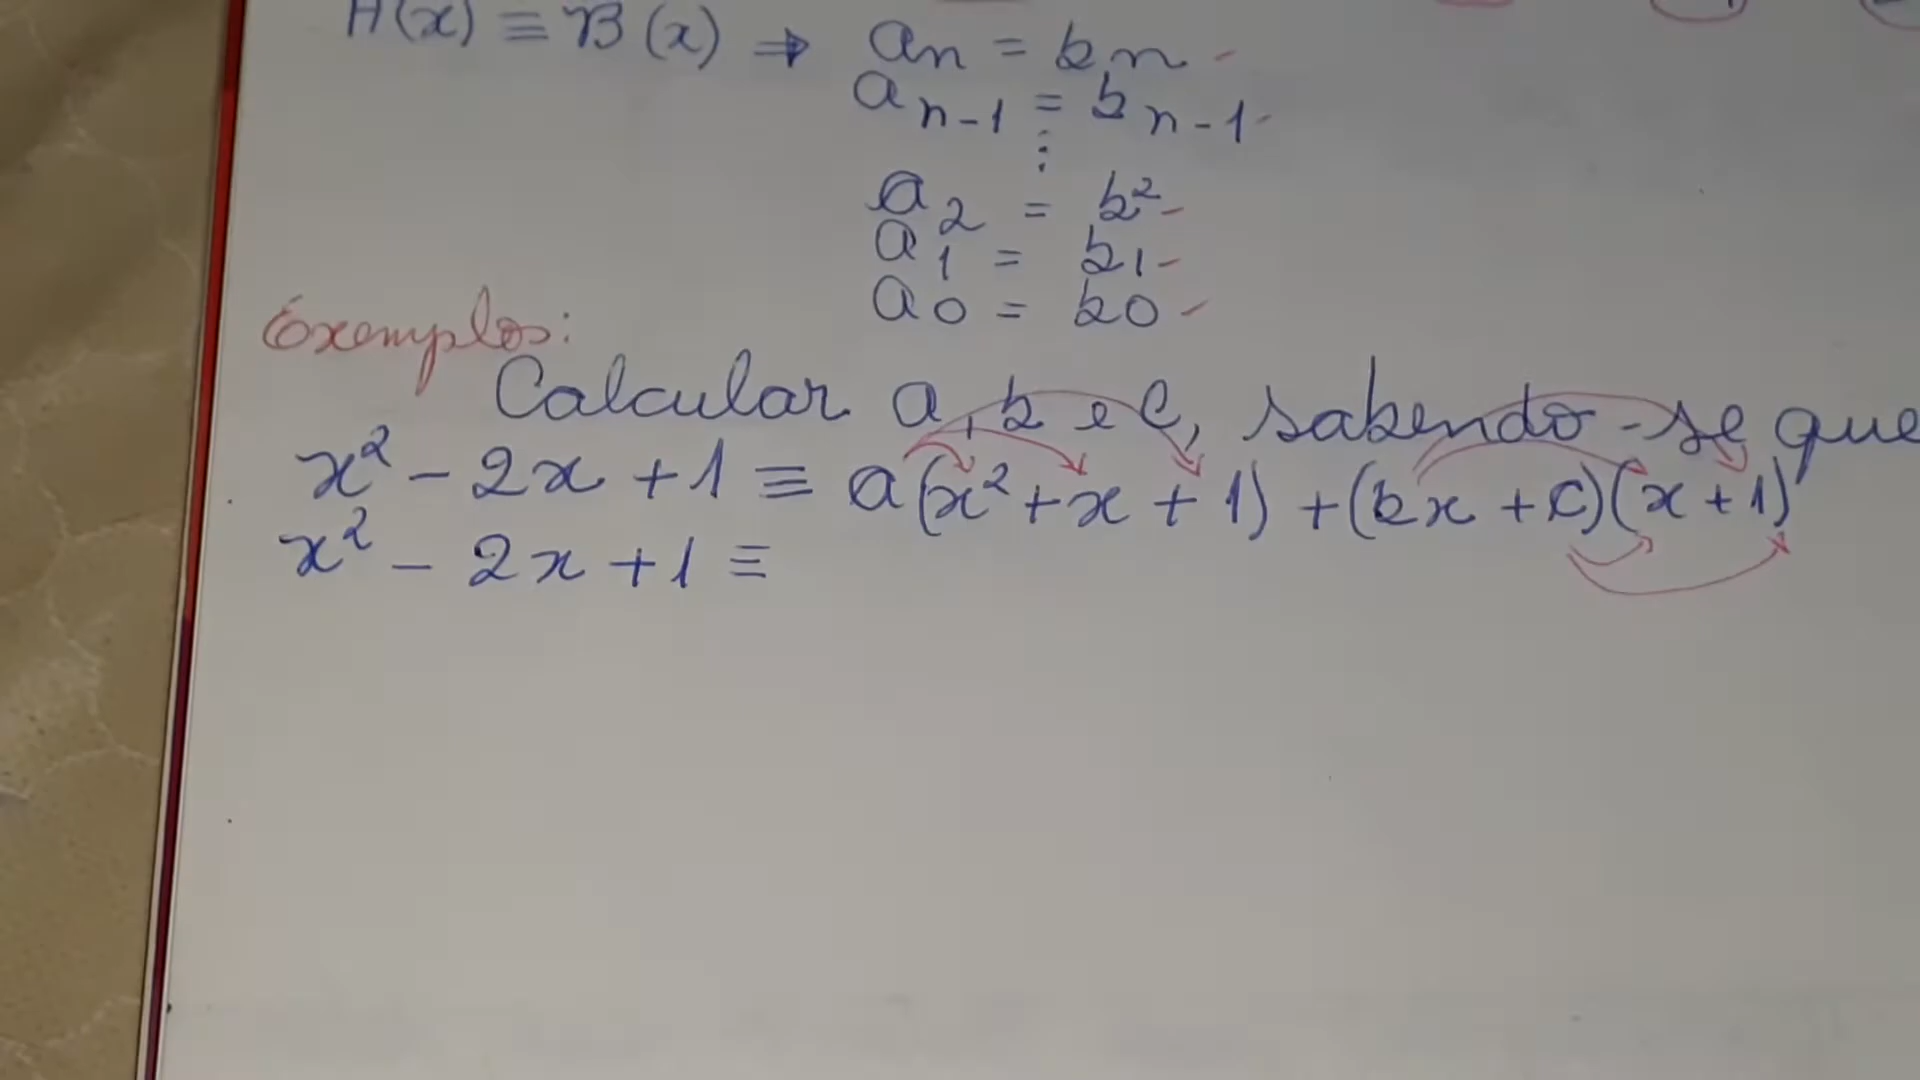 A(x) ≡ B(x) ⇒ an = bn
an-1 = bn-1
⋮
a2 = b²
a1 = b1
a0 = b0
Exemplos:
Calcular a, b e c, sabendo-se que
x² - 2x + 1 ≡ a(x² + x + 1) + (bx + c)(x + 1)
x² - 2x + 1 ≡